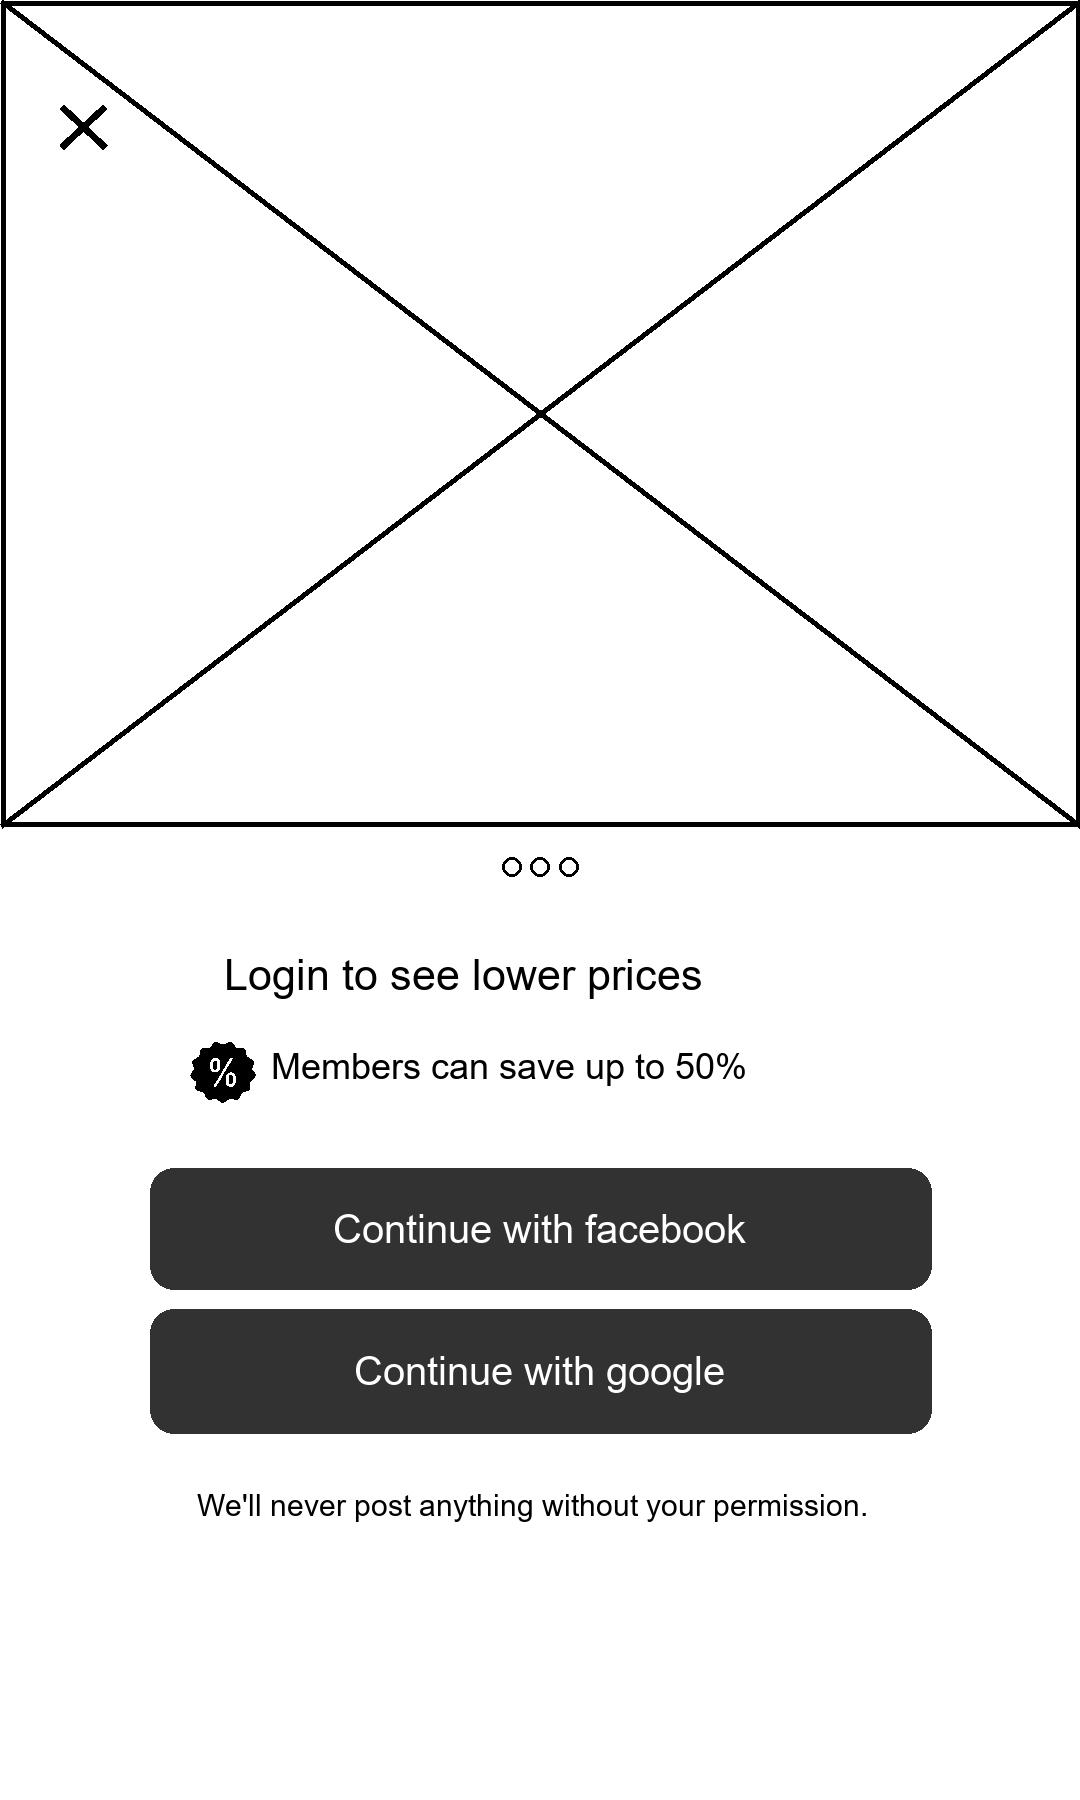 Login to see lower prices
% Members can save up to 50%
Continue with facebook
Continue with google
We'll never post anything without your permission.